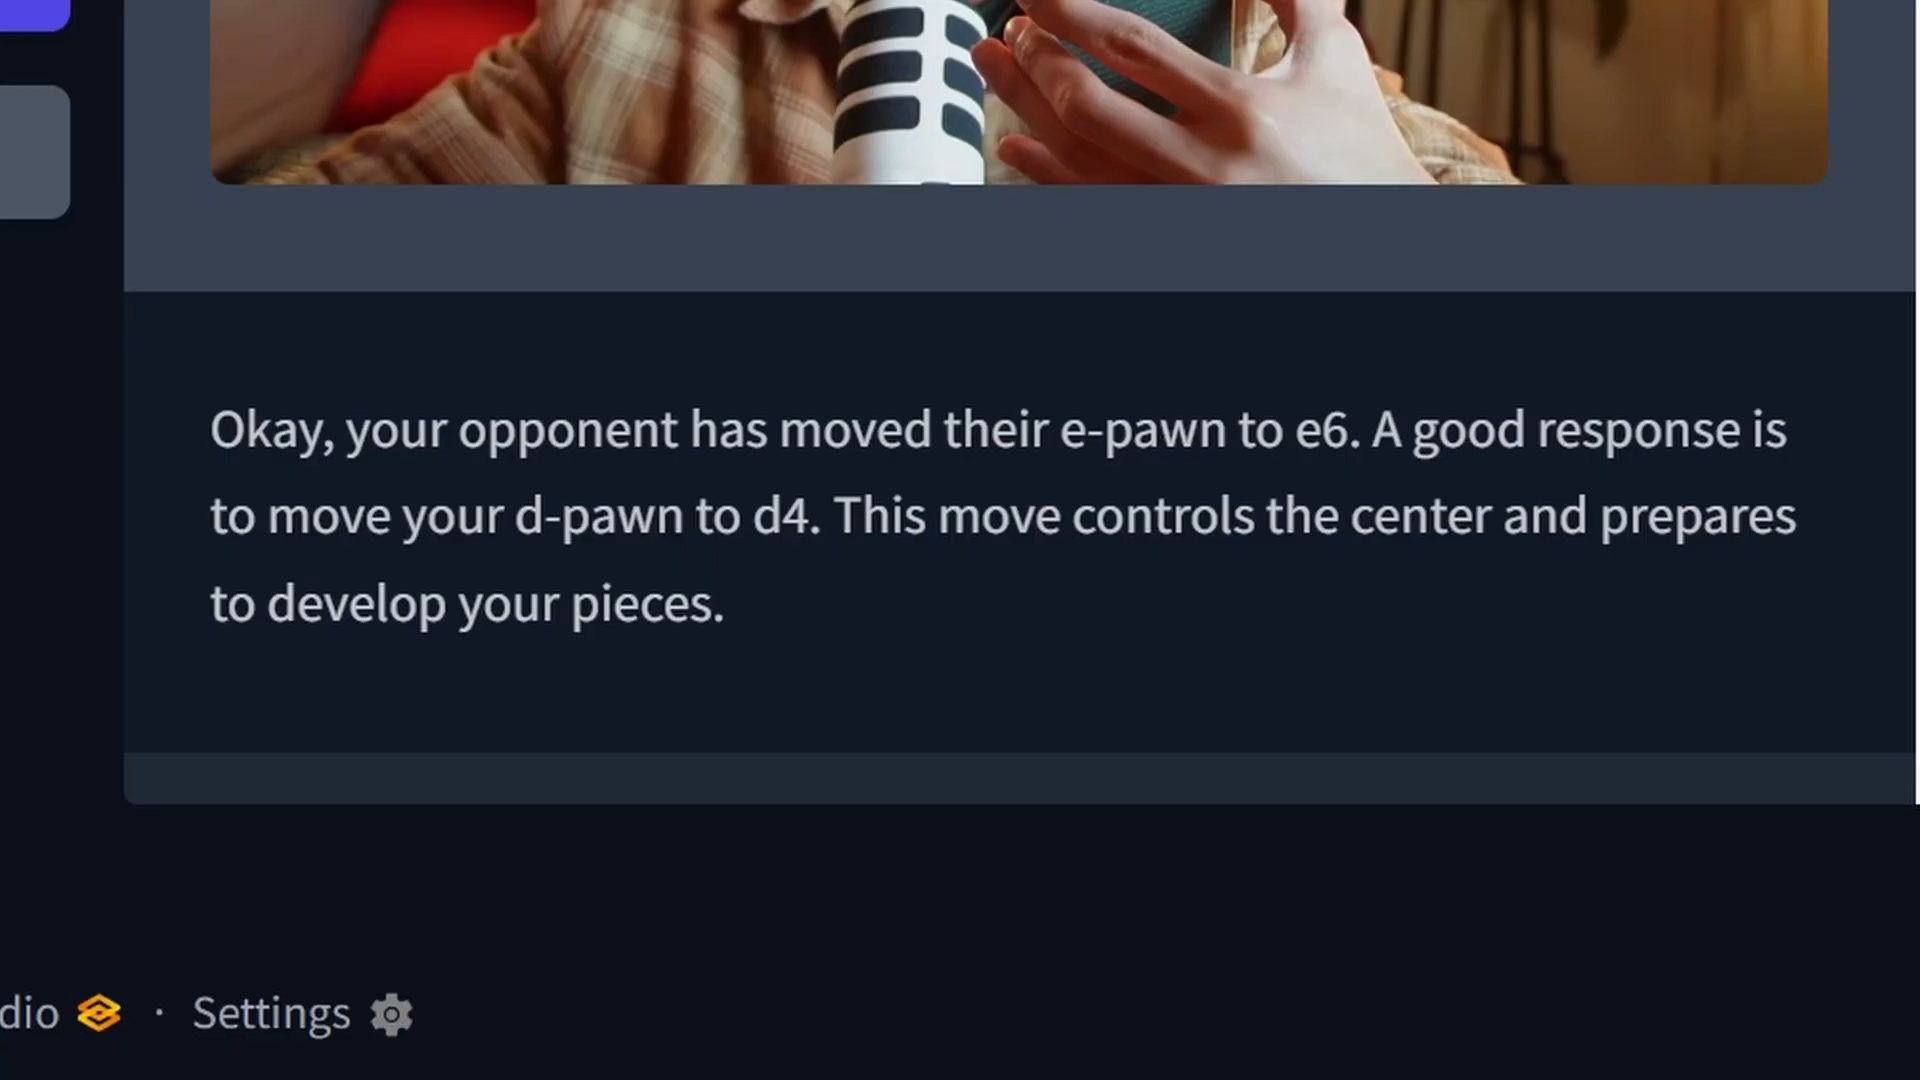 Okay, your opponent has moved their e-pawn to e6. A good response is
to move your d-pawn to d4. This move controls the center and prepares
to develop your pieces.
dio · Settings